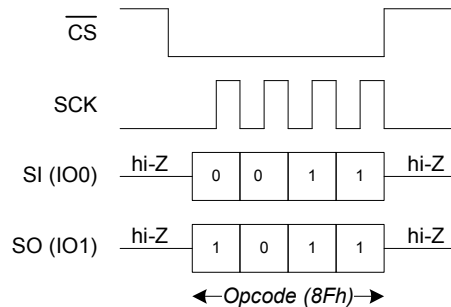 CS
SCK
hi-Z hi-Z
SI (IO0) 0 0 1 1
hi-Z hi-Z
SO (IO1) 1 0 1 1
Opcode (8Fh)